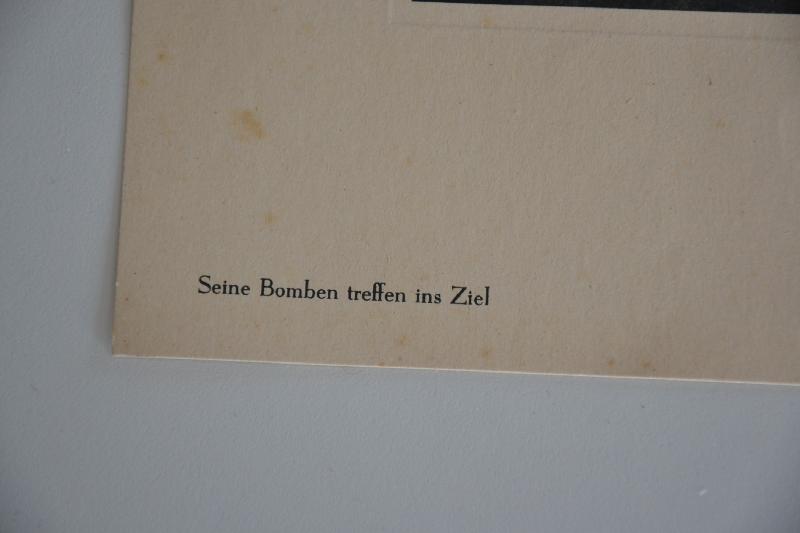 Seine Bomben treffen ins Ziel